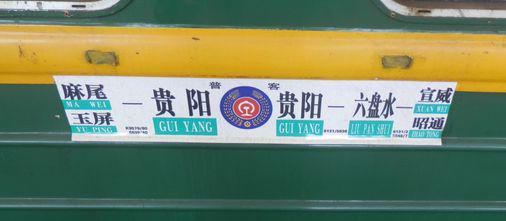 普客
麻尾 — 贵阳
MA WEI
GUI YANG
玉屏
YU PING
贵阳 — 六盘水 — 宣威
GUI YANG
LIU PAN SHUI
XUAN WEI
昭通
ZHAO TONG